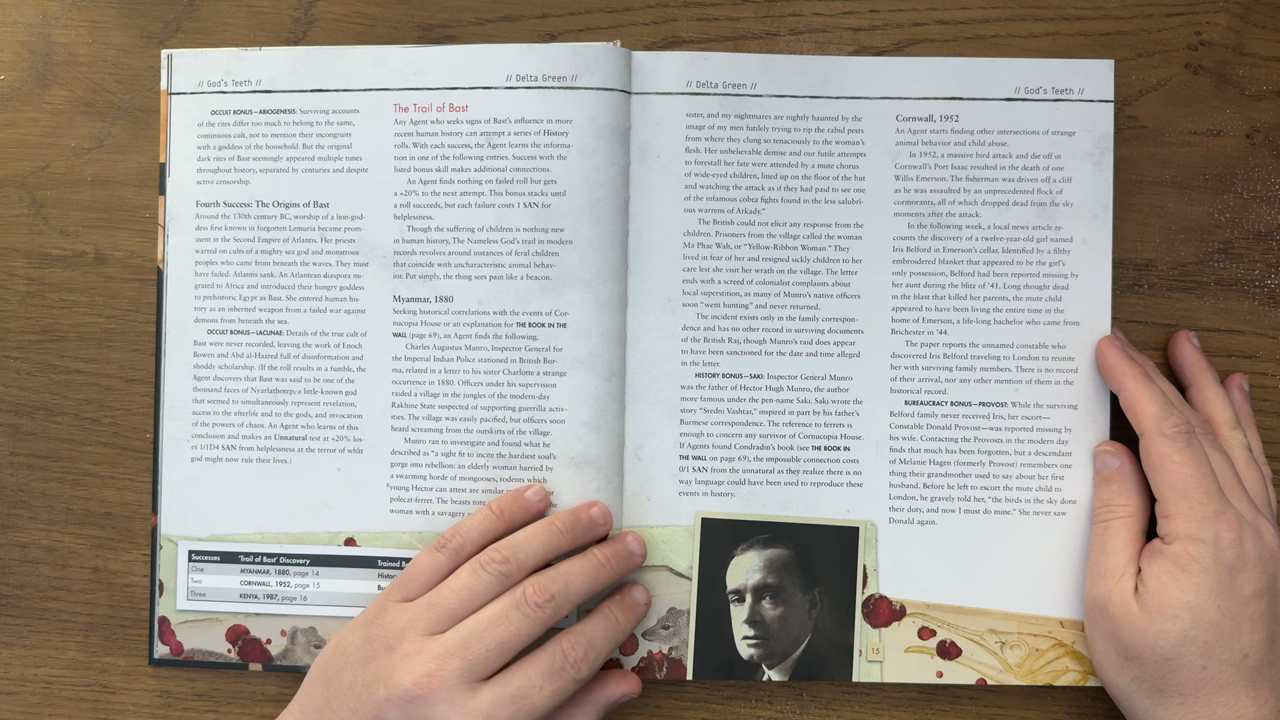 // God's Teeth //
// Delta Green //
OCCULT BONUS—ABIOGENESIS: Surviving accounts
of the rites differ too much to belong to the same,
continuous cult, not to mention their incongruity
with a goddess of the household. But the original
dark rites of Bast seemingly appeared multiple times
throughout history, separated by centuries and despite
active censorship.
Fourth Success: The Origins of Bast
Around the 130th century BC, worship of a lion-god-
dess first known in forgotten Lemuria became prom-
inent in the Second Empire of Atlantis. Her priests
warred on cults of a mighty sea god and monstrous
peoples who came from beneath the waves. They must
have failed: Atlantis sank. An Atlantean diaspora mi-
grated to Africa and introduced their hungry goddess
to prehistoric Egypt as Bast. She entered human his-
tory as an inherited weapon from a failed war against
demons from beneath the sea.
OCCULT BONUS—LACUNAE: Details of the true cult of
Bast were never recorded, leaving the work of Enoch
Bowen and Abd al-Hazred full of disinformation and
shoddy scholarship. (If the roll results in a fumble, the
Agent discovers that Bast was said to be one of the
thousand faces of Nyarlathotep, a little-known god
that seemed to simultaneously represent revelation,
access to the afterlife and to the gods, and invocation
of the powers of chaos. An Agent who learns of this
conclusion and makes an Unnatural test at +20% los-
es 1/1D4 SAN from helplessness at the terror of what
god might now rule their lives.)
The Trail of Bast
Any Agent who seeks signs of Bast's influence in more
recent human history can attempt a series of History
rolls. With each success, the Agent learns the informa-
tion in one of the following entries. Success with the
listed bonus skill makes additional connections.
An Agent finds nothing on failed roll but gets
a +20% to the next attempt. This bonus stacks until
a roll succeeds, but each failure costs 1 SAN for
helplessness.
Though the suffering of children is nothing new
in human history, The Nameless God's trail in modern
records revolves around instances of feral children
that coincide with uncharacteristic animal behav-
ior. Put simply, the thing sees pain like a beacon.
Myanmar, 1880
Seeking historical correlations with the events of Cor-
nucopia House or an explanation for THE BOOK IN THE
WALL (page 69), an Agent finds the following.
Charles Augustus Munro, Inspector General for
the Imperial Indian Police stationed in British Bur-
ma, related in a letter to his sister Charlotte a strange
occurrence in 1880. Officers under his supervision
raided a village in the jungles of the modern-day
Rakhine State suspected of supporting guerrilla activ-
ities. The village was easily pacified, but officers soon
heard screaming from the outskirts of the village.
Munro ran to investigate and found what he
described as "a sight fit to incite the hardiest soul's
gorge into rebellion: an elderly woman harried by
a swarming horde of mongooses, rodents which
young Hector can attest are similar
polecat-ferret. The beasts tore
woman with a savagery
Successes 'Trail of Bast' Discovery Trained
One MYANMAR, 1880, page 14
Two CORNWALL, 1952, page 15
Three KENYA, 1987, page 16
// Delta Green //
// God's Teeth //
sister, and my nightmares are nightly haunted by the
image of my men futilely trying to rip the rabid pests
from where they clung so tenaciously to the woman's
flesh. Her unbelievable demise and our futile attempts
to forestall her fate were attended by a mute chorus
of wide-eyed children, lined up on the floor of the hut
and watching the attack as if they had paid to see one
of the infamous cobra fights found in the less salubri-
ous warrens of Arkady."
The British could not elicit any response from the
children. Prisoners from the village called the woman
Ma Phae Wah, or "Yellow-Ribbon Woman." They
lived in fear of her and resigned sickly children to her
care lest she visit her wrath on the village. The letter
ends with a screed of colonialist complaints about
local superstition, as many of Munro's native officers
soon "went hunting" and never returned.
The incident exists only in the family correspon-
dence and has no other record in surviving documents
of the British Raj, though Munro's raid does appear
to have been sanctioned for the date and time alleged
in the letter.
HISTORY BONUS—SAKI: Inspector General Munro
was the father of Hector Hugh Munro, the author
more famous under the pen-name Saki. Saki wrote the
story "Sredni Vashtar," inspired in part by his father's
Burmese correspondence. The reference to ferrets is
enough to concern any survivor of Cornucopia House.
If Agents found Condradin's book (see THE BOOK IN
THE WALL on page 69), the impossible connection costs
0/1 SAN from the unnatural as they realize there is no
way language could have been used to reproduce these
events in history.
Cornwall, 1952
An Agent starts finding other intersections of strange
animal behavior and child abuse.
In 1952, a massive bird attack and die off in
Cornwall's Port Isaac resulted in the death of one
Willis Emerson. The fisherman was driven off a cliff
as he was assaulted by an unprecedented flock of
cormorants, all of which dropped dead from the sky
moments after the attack.
In the following week, a local news article re-
counts the discovery of a twelve-year-old girl named
Iris Belford in Emerson's cellar. Identified by a filthy
embroidered blanket that appeared to be the girl's
only possession, Belford had been reported missing by
her aunt during the blitz of '41. Long thought dead
in the blast that killed her parents, the mute child
appeared to have been living the entire time in the
home of Emerson, a life-long bachelor who came from
Brichester in '44.
The paper reports the unnamed constable who
discovered Iris Belford traveling to London to reunite
her with surviving family members. There is no record
of their arrival, nor any other mention of them in the
historical record.
BUREAUCRACY BONUS—PROVOST: While the surviving
Belford family never received Iris, her escort—
Constable Donald Provost—was reported missing by
his wife. Contacting the Provosts in the modern day
finds that much has been forgotten, but a descendant
of Melanie Hagen (formerly Provost) remembers one
thing their grandmother used to say about her first
husband. Before he left to escort the mute child to
London, he gravely told her, "the birds in the sky done
their duty, and now I must do mine." She never saw
Donald again.
15